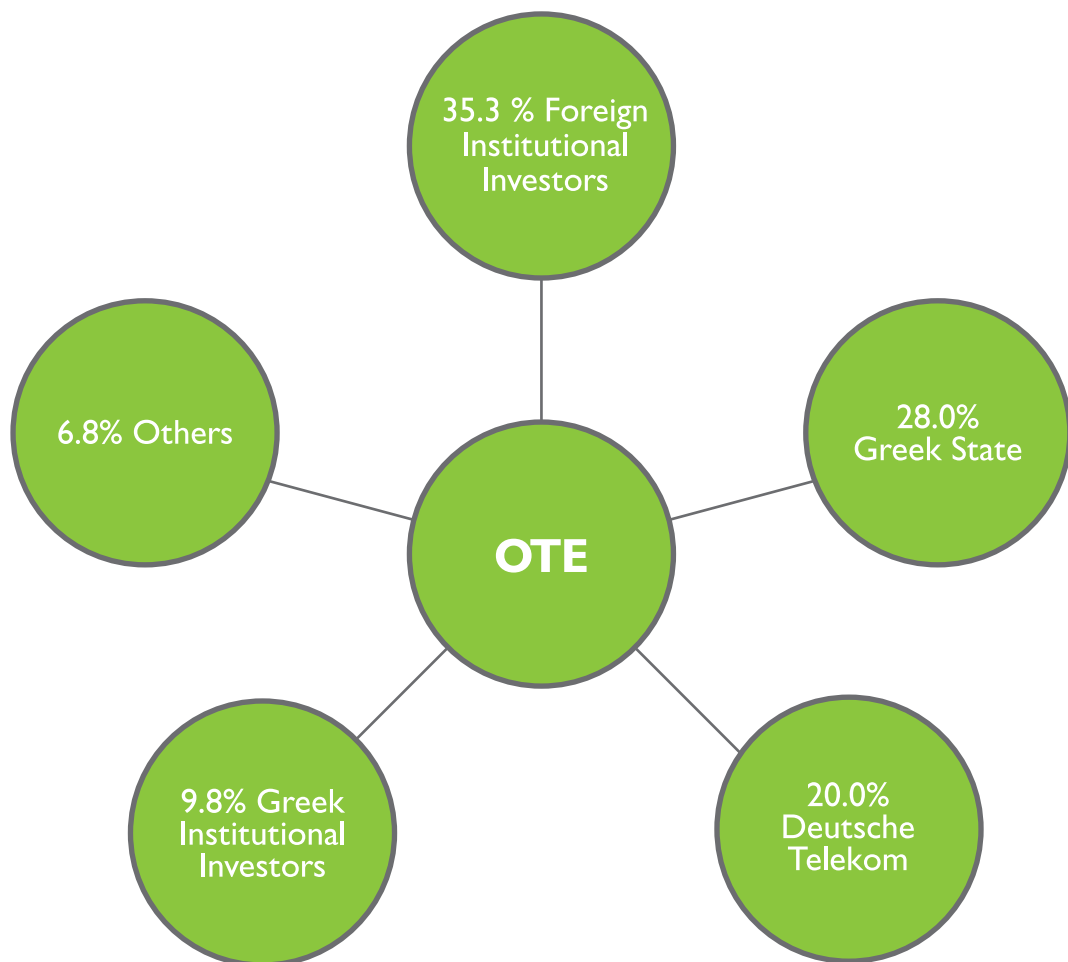 35.3 % Foreign
Institutional
Investors
28.0%
Greek State
6.8% Others
OTE
20.0%
Deutsche
Telekom
9.8% Greek
Institutional
Investors